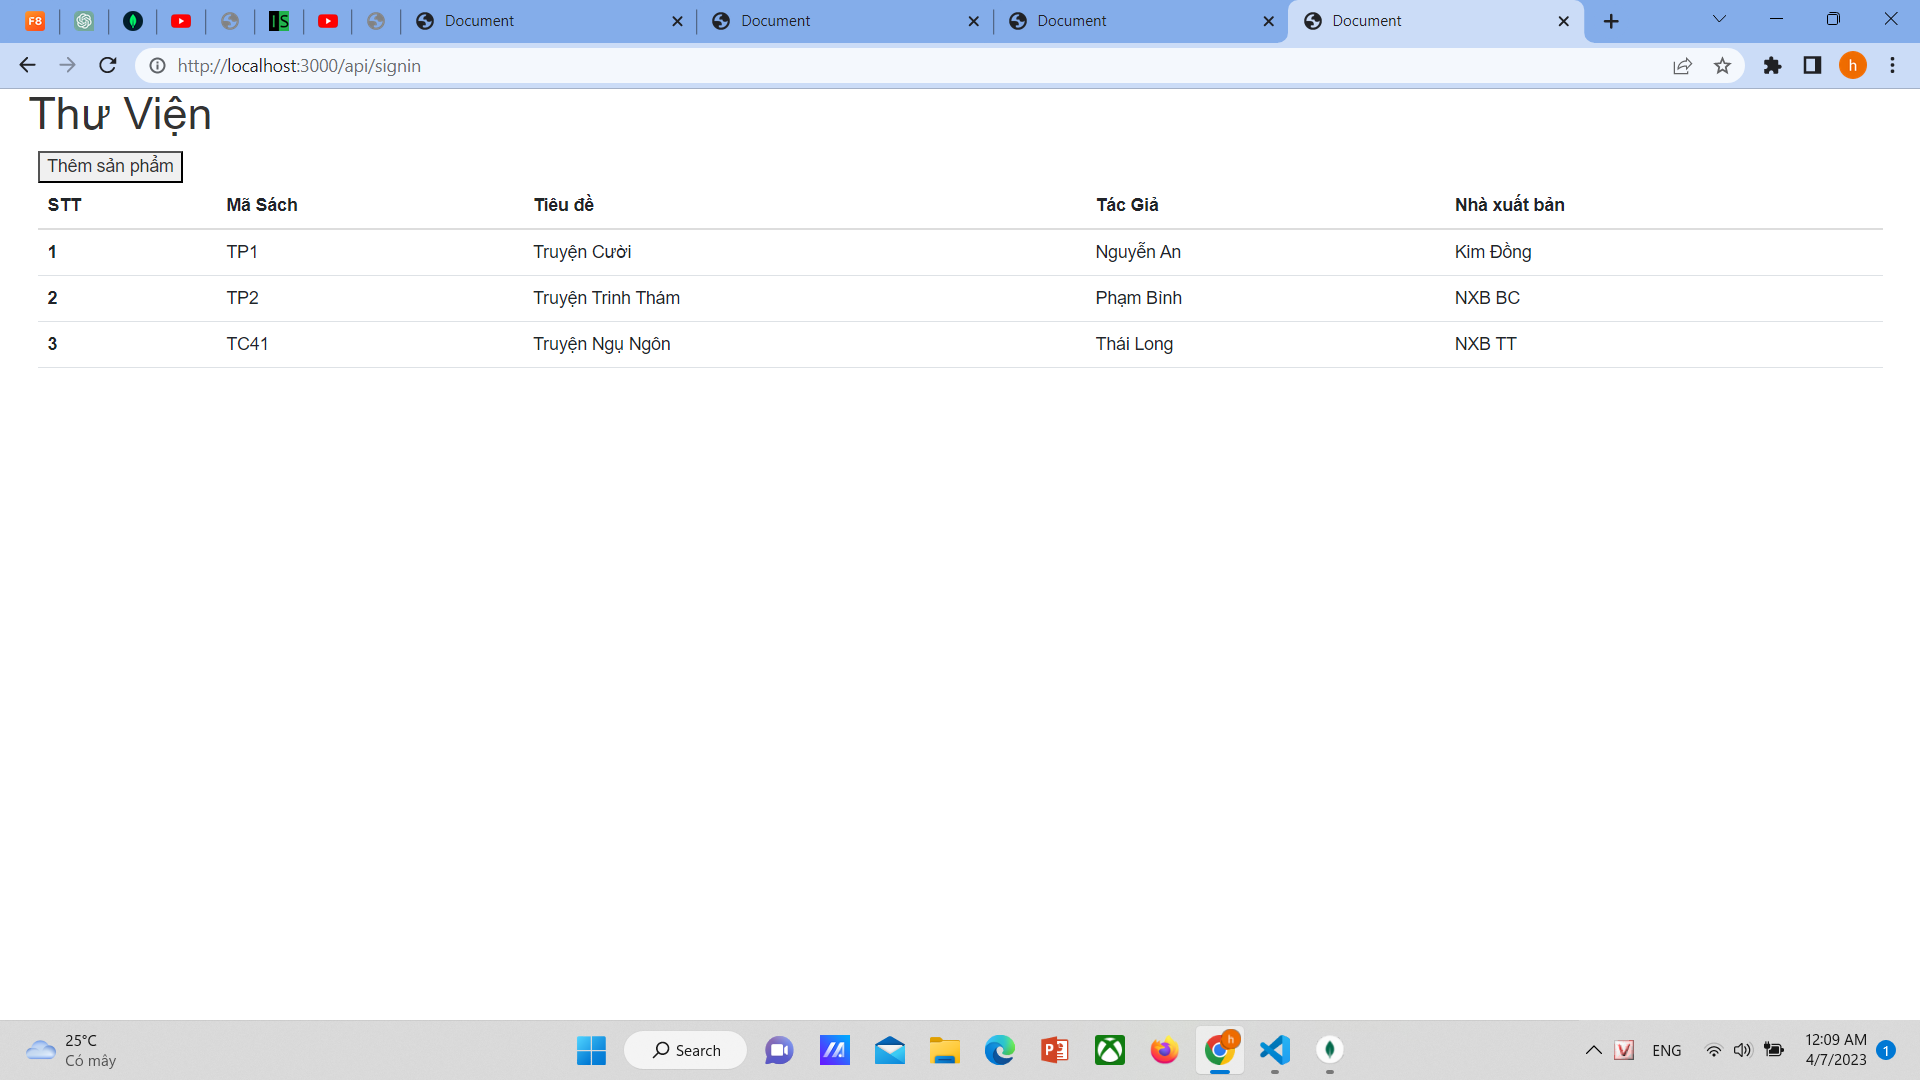 F8 IS Document Document Document Document
http://localhost:3000/api/signin h
Thư Viện
Thêm sản phẩm
STT Mã Sách Tiêu đề Tác Giả Nhà xuất bản
1 TP1 Truyện Cười Nguyễn An Kim Đồng
2 TP2 Truyện Trinh Thám Phạm Bình NXB BC
3 TC41 Truyện Ngụ Ngôn Thái Long NXB TT
25°C
Có mây
Search
h
V ENG
12:09 AM
4/7/2023
1